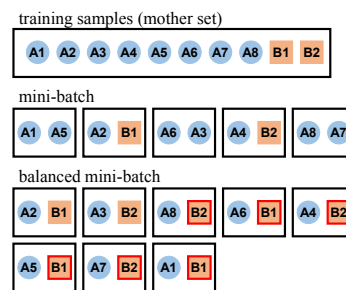 training samples (mother set)
A1 A2 A3 A4 A5 A6 A7 A8 B1 B2
mini-batch
A1 A5 A2 B1 A6 A3 A4 B2 A8 A7
balanced mini-batch
A2 B1 A3 B2 A8 B2 A6 B1 A4 B2
A5 B1 A7 B2 A1 B1